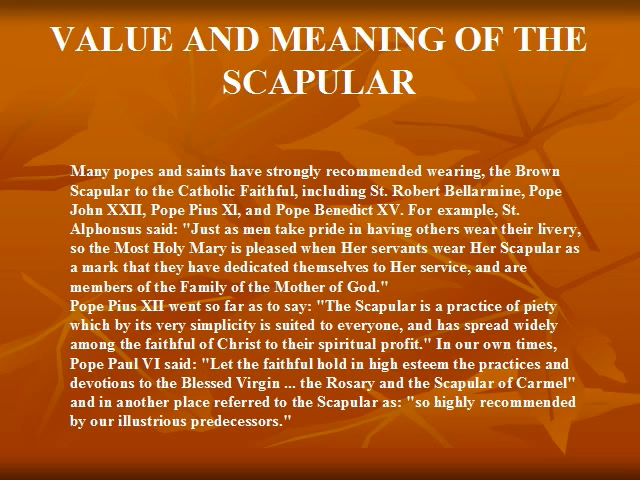 VALUE AND MEANING OF THE
SCAPULAR
Many popes and saints have strongly recommended wearing, the Brown
Scapular to the Catholic Faithful, including St. Robert Bellarmine, Pope
John XXII, Pope Pius Xl, and Pope Benedict XV. For example, St.
Alphonsus said: "Just as men take pride in having others wear their livery,
so the Most Holy Mary is pleased when Her servants wear Her Scapular as
a mark that they have dedicated themselves to Her service, and are
members of the Family of the Mother of God."
Pope Pius XII went so far as to say: "The Scapular is a practice of piety
which by its very simplicity is suited to everyone, and has spread widely
among the faithful of Christ to their spiritual profit." In our own times,
Pope Paul VI said: "Let the faithful hold in high esteem the practices and
devotions to the Blessed Virgin ... the Rosary and the Scapular of Carmel"
and in another place referred to the Scapular as: "so highly recommended
by our illustrious predecessors."